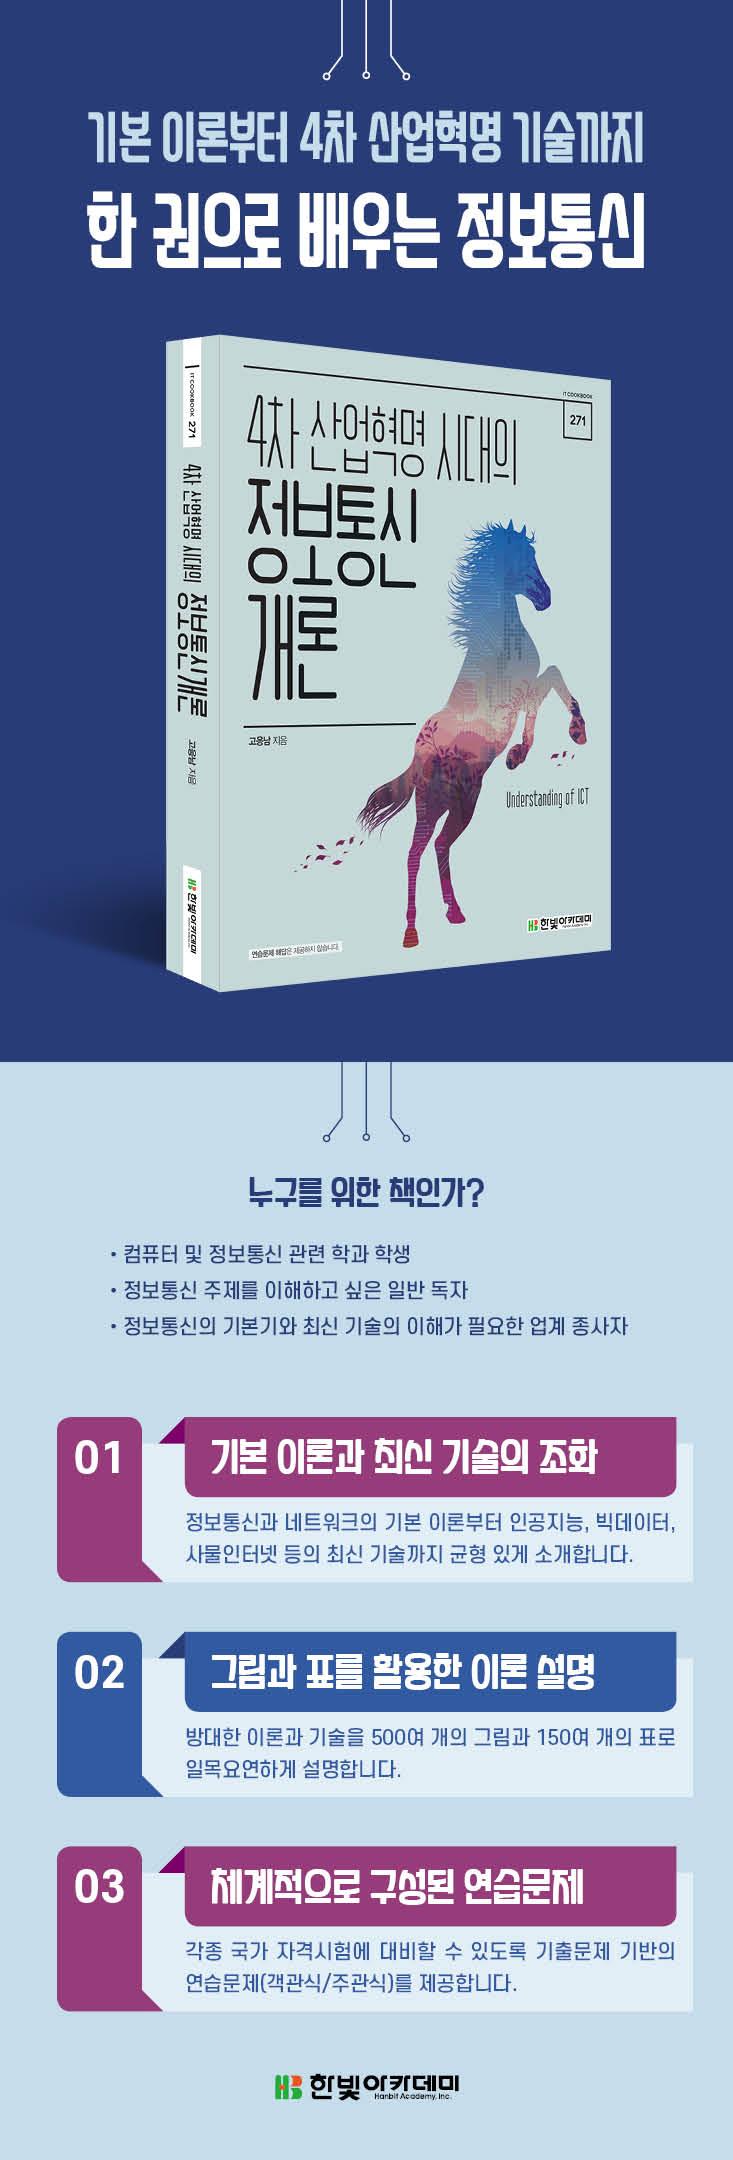 기본 이론부터 4차 산업혁명 기술까지
한 권으로 배우는 정보통신
IT COOKBOOK 271
4차 산업혁명 시대의
정보통신개론
고응남 지음
한빛아카데미
IT COOKBOOK
271
4차 산업혁명 시대의
정보통신
개론
고응남 지음
Understanding of ICT
연습문제 해답은 제공하지 않습니다.
HB 한빛아카데미
Hanbit Academy, Inc.
누구를 위한 책인가?
• 컴퓨터 및 정보통신 관련 학과 학생
• 정보통신 주제를 이해하고 싶은 일반 독자
• 정보통신의 기본기와 최신 기술의 이해가 필요한 업계 종사자
01
기본 이론과 최신 기술의 조화
정보통신과 네트워크의 기본 이론부터 인공지능, 빅데이터,
사물인터넷 등의 최신 기술까지 균형 있게 소개합니다.
02
그림과 표를 활용한 이론 설명
방대한 이론과 기술을 500여 개의 그림과 150여 개의 표로
일목요연하게 설명합니다.
03
체계적으로 구성된 연습문제
각종 국가 자격시험에 대비할 수 있도록 기출문제 기반의
연습문제(객관식/주관식)를 제공합니다.
HB 한빛아카데미
Hanbit Academy, Inc.